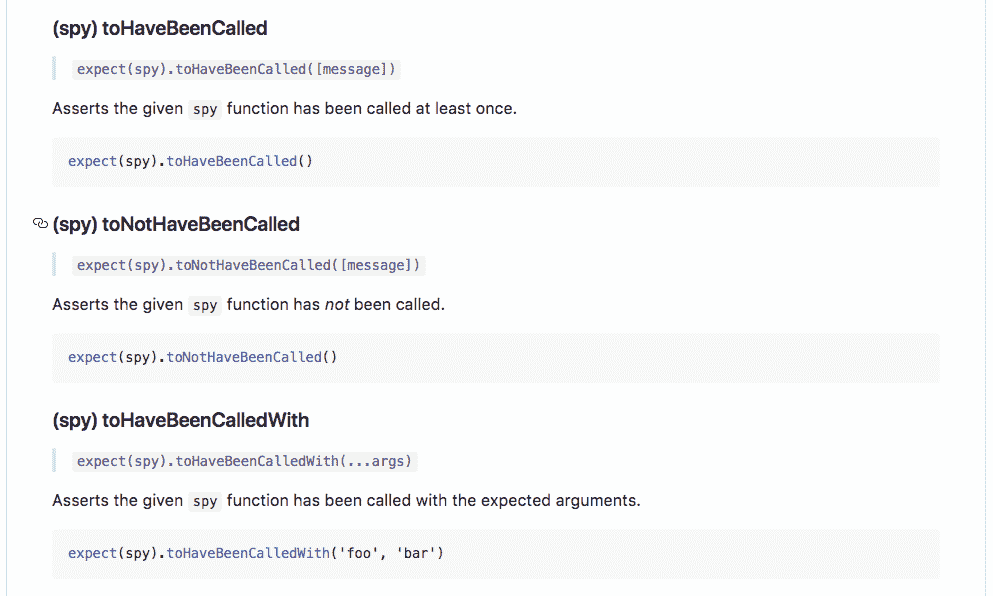 (spy) toHaveBeenCalled
expect(spy).toHaveBeenCalled([message])
Asserts the given spy function has been called at least once.
expect(spy).toHaveBeenCalled()
(spy) toNotHaveBeenCalled
expect(spy).toNotHaveBeenCalled([message])
Asserts the given spy function has not been called.
expect(spy).toNotHaveBeenCalled()
(spy) toHaveBeenCalledWith
expect(spy).toHaveBeenCalledWith(...args)
Asserts the given spy function has been called with the expected arguments.
expect(spy).toHaveBeenCalledWith('foo', 'bar')